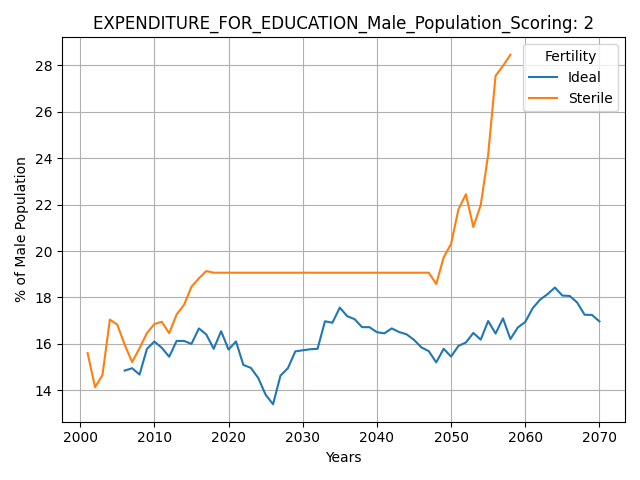 EXPENDITURE_FOR_EDUCATION_Male_Population_Scoring: 2
Fertility
Ideal
Sterile
% of Male Population
28
26
24
22
20
18
16
14
2000 2010 2020 2030 2040 2050 2060 2070
Years